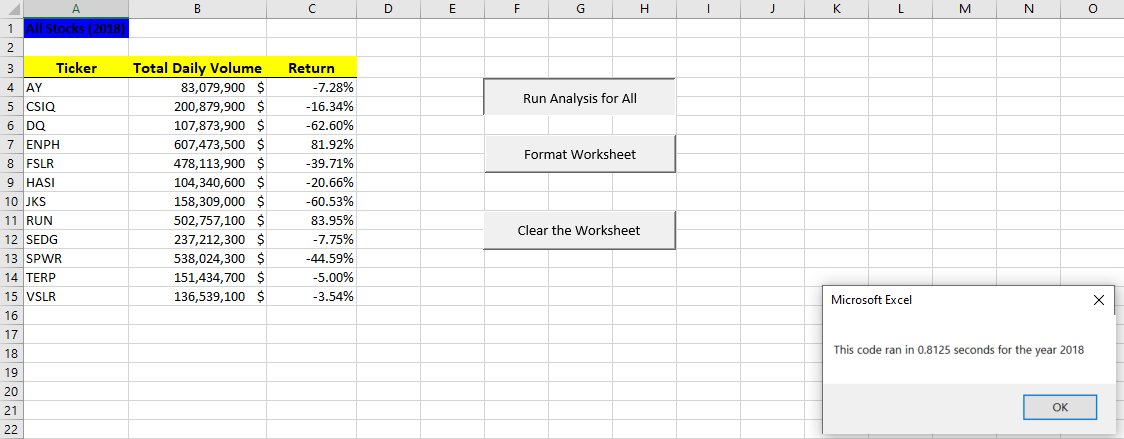 A B C D E F G H I J K L M N O
1 All Stocks (2018)
2
3 Ticker Total Daily Volume Return
4 AY 83,079,900 $ -7.28%
5 CSIQ 200,879,900 $ -16.34%
Run Analysis for All
6 DQ 107,873,900 $ -62.60%
7 ENPH 607,473,500 $ 81.92%
Format Worksheet
8 FSLR 478,113,900 $ -39.71%
9 HASI 104,340,600 $ -20.66%
10 JKS 158,309,000 $ -60.53%
11 RUN 502,757,100 $ 83.95%
Clear the Worksheet
12 SEDG 237,212,300 $ -7.75%
13 SPWR 538,024,300 $ -44.59%
14 TERP 151,434,700 $ -5.00%
15 VSLR 136,539,100 $ -3.54%
16
17
18
19
20
21
22
Microsoft Excel
This code ran in 0.8125 seconds for the year 2018
OK